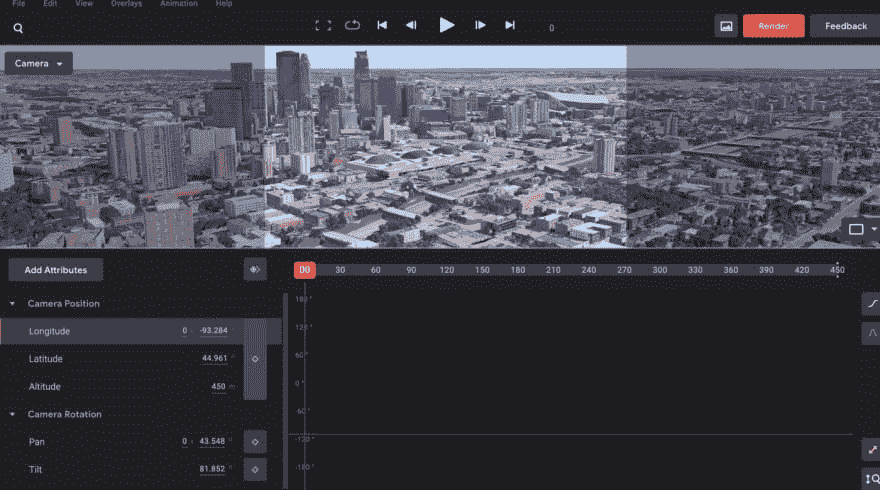 File Edit View Overlays Animation Help
0 Render Feedback
Camera
Add Attributes
00 30 60 90 120 150 180 210 240 270 300 330 360 390 420 450
Camera Position
Longitude 0 -93.284
Latitude 44.961
Altitude 450 m
Camera Rotation
Pan 0 43.548
Tilt 81.852
180°
120°
60°
0°
-60°
-120°
-180°